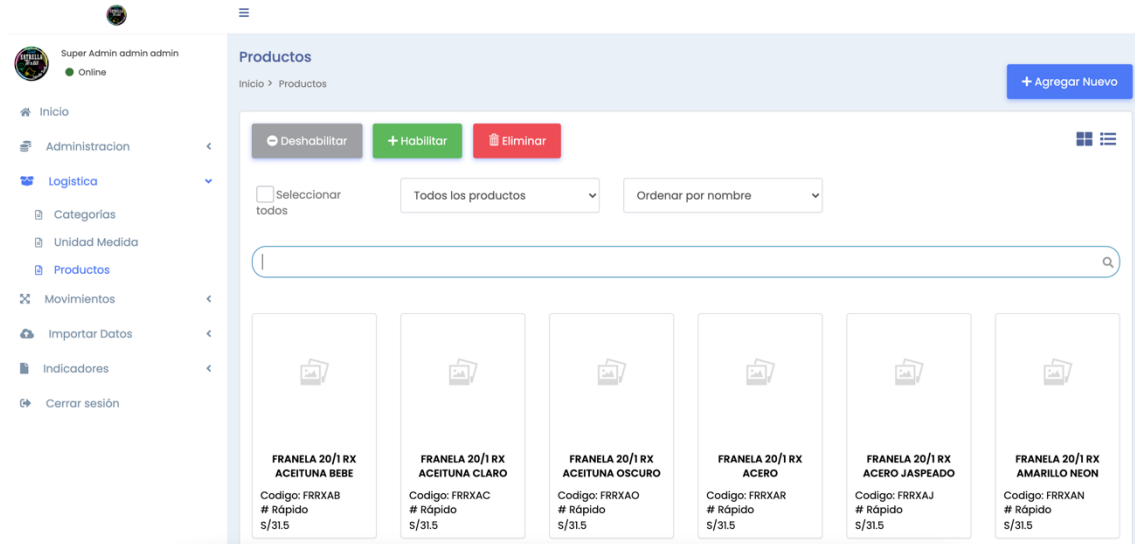 Super Admin admin admin
Online
Inicio
Administracion
Logistica
Categorías
Unidad Medida
Productos
Movimientos
Importar Datos
Indicadores
Cerrar sesión
Productos
Inicio > Productos
+ Agregar Nuevo
Deshabilitar
+ Habilitar
Eliminar
Seleccionar
todos
Todos los productos
Ordenar por nombre
FRANELA 20/1 RX
ACEITUNA BEBE
Codigo: FRRXAB
# Rápido
S/31.5
FRANELA 20/1 RX
ACEITUNA CLARO
Codigo: FRRXAC
# Rápido
S/31.5
FRANELA 20/1 RX
ACEITUNA OSCURO
Codigo: FRRXAO
# Rápido
S/31.5
FRANELA 20/1 RX
ACERO
Codigo: FRRXAR
# Rápido
S/31.5
FRANELA 20/1 RX
ACERO JASPEADO
Codigo: FRRXAJ
# Rápido
S/31.5
FRANELA 20/1 RX
AMARILLO NEON
Codigo: FRRXAN
# Rápido
S/31.5